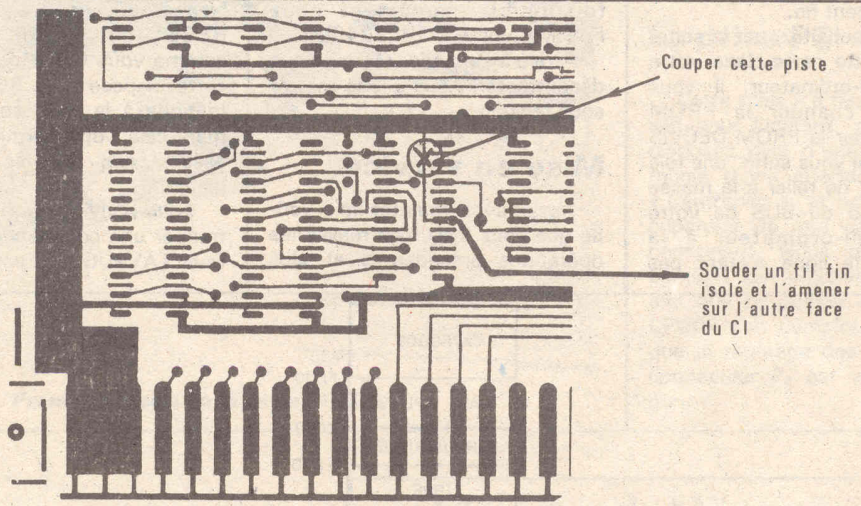 Couper cette piste
Souder un fil fin
isolé et l'amener
sur l'autre face
du CI